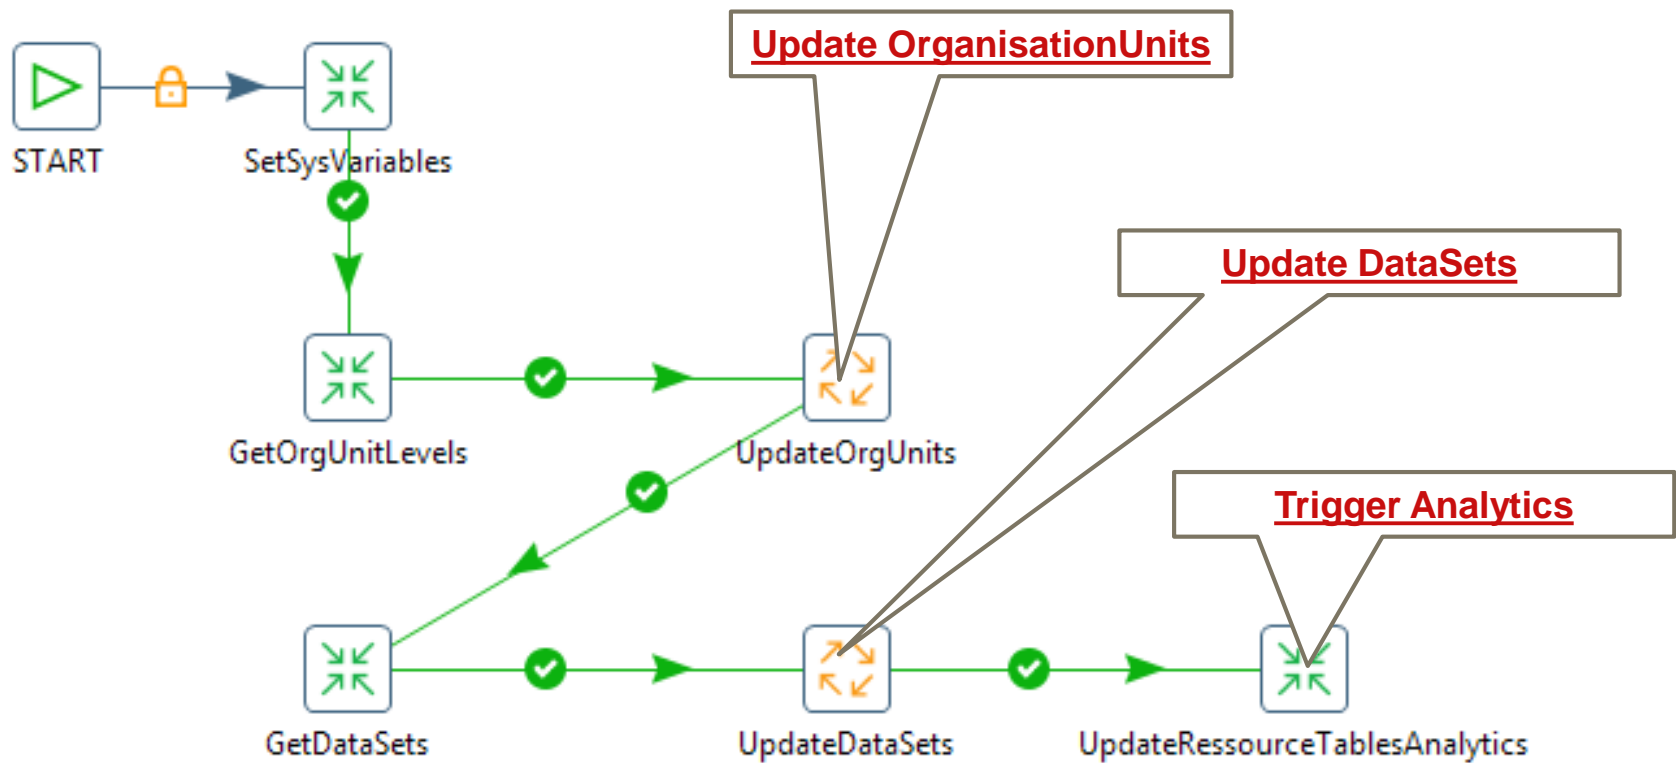 Update OrganisationUnits
START
SetSysVariables
Update DataSets
GetOrgUnitLevels
UpdateOrgUnits
Trigger Analytics
GetDataSets
UpdateDataSets
UpdateRessourceTablesAnalytics